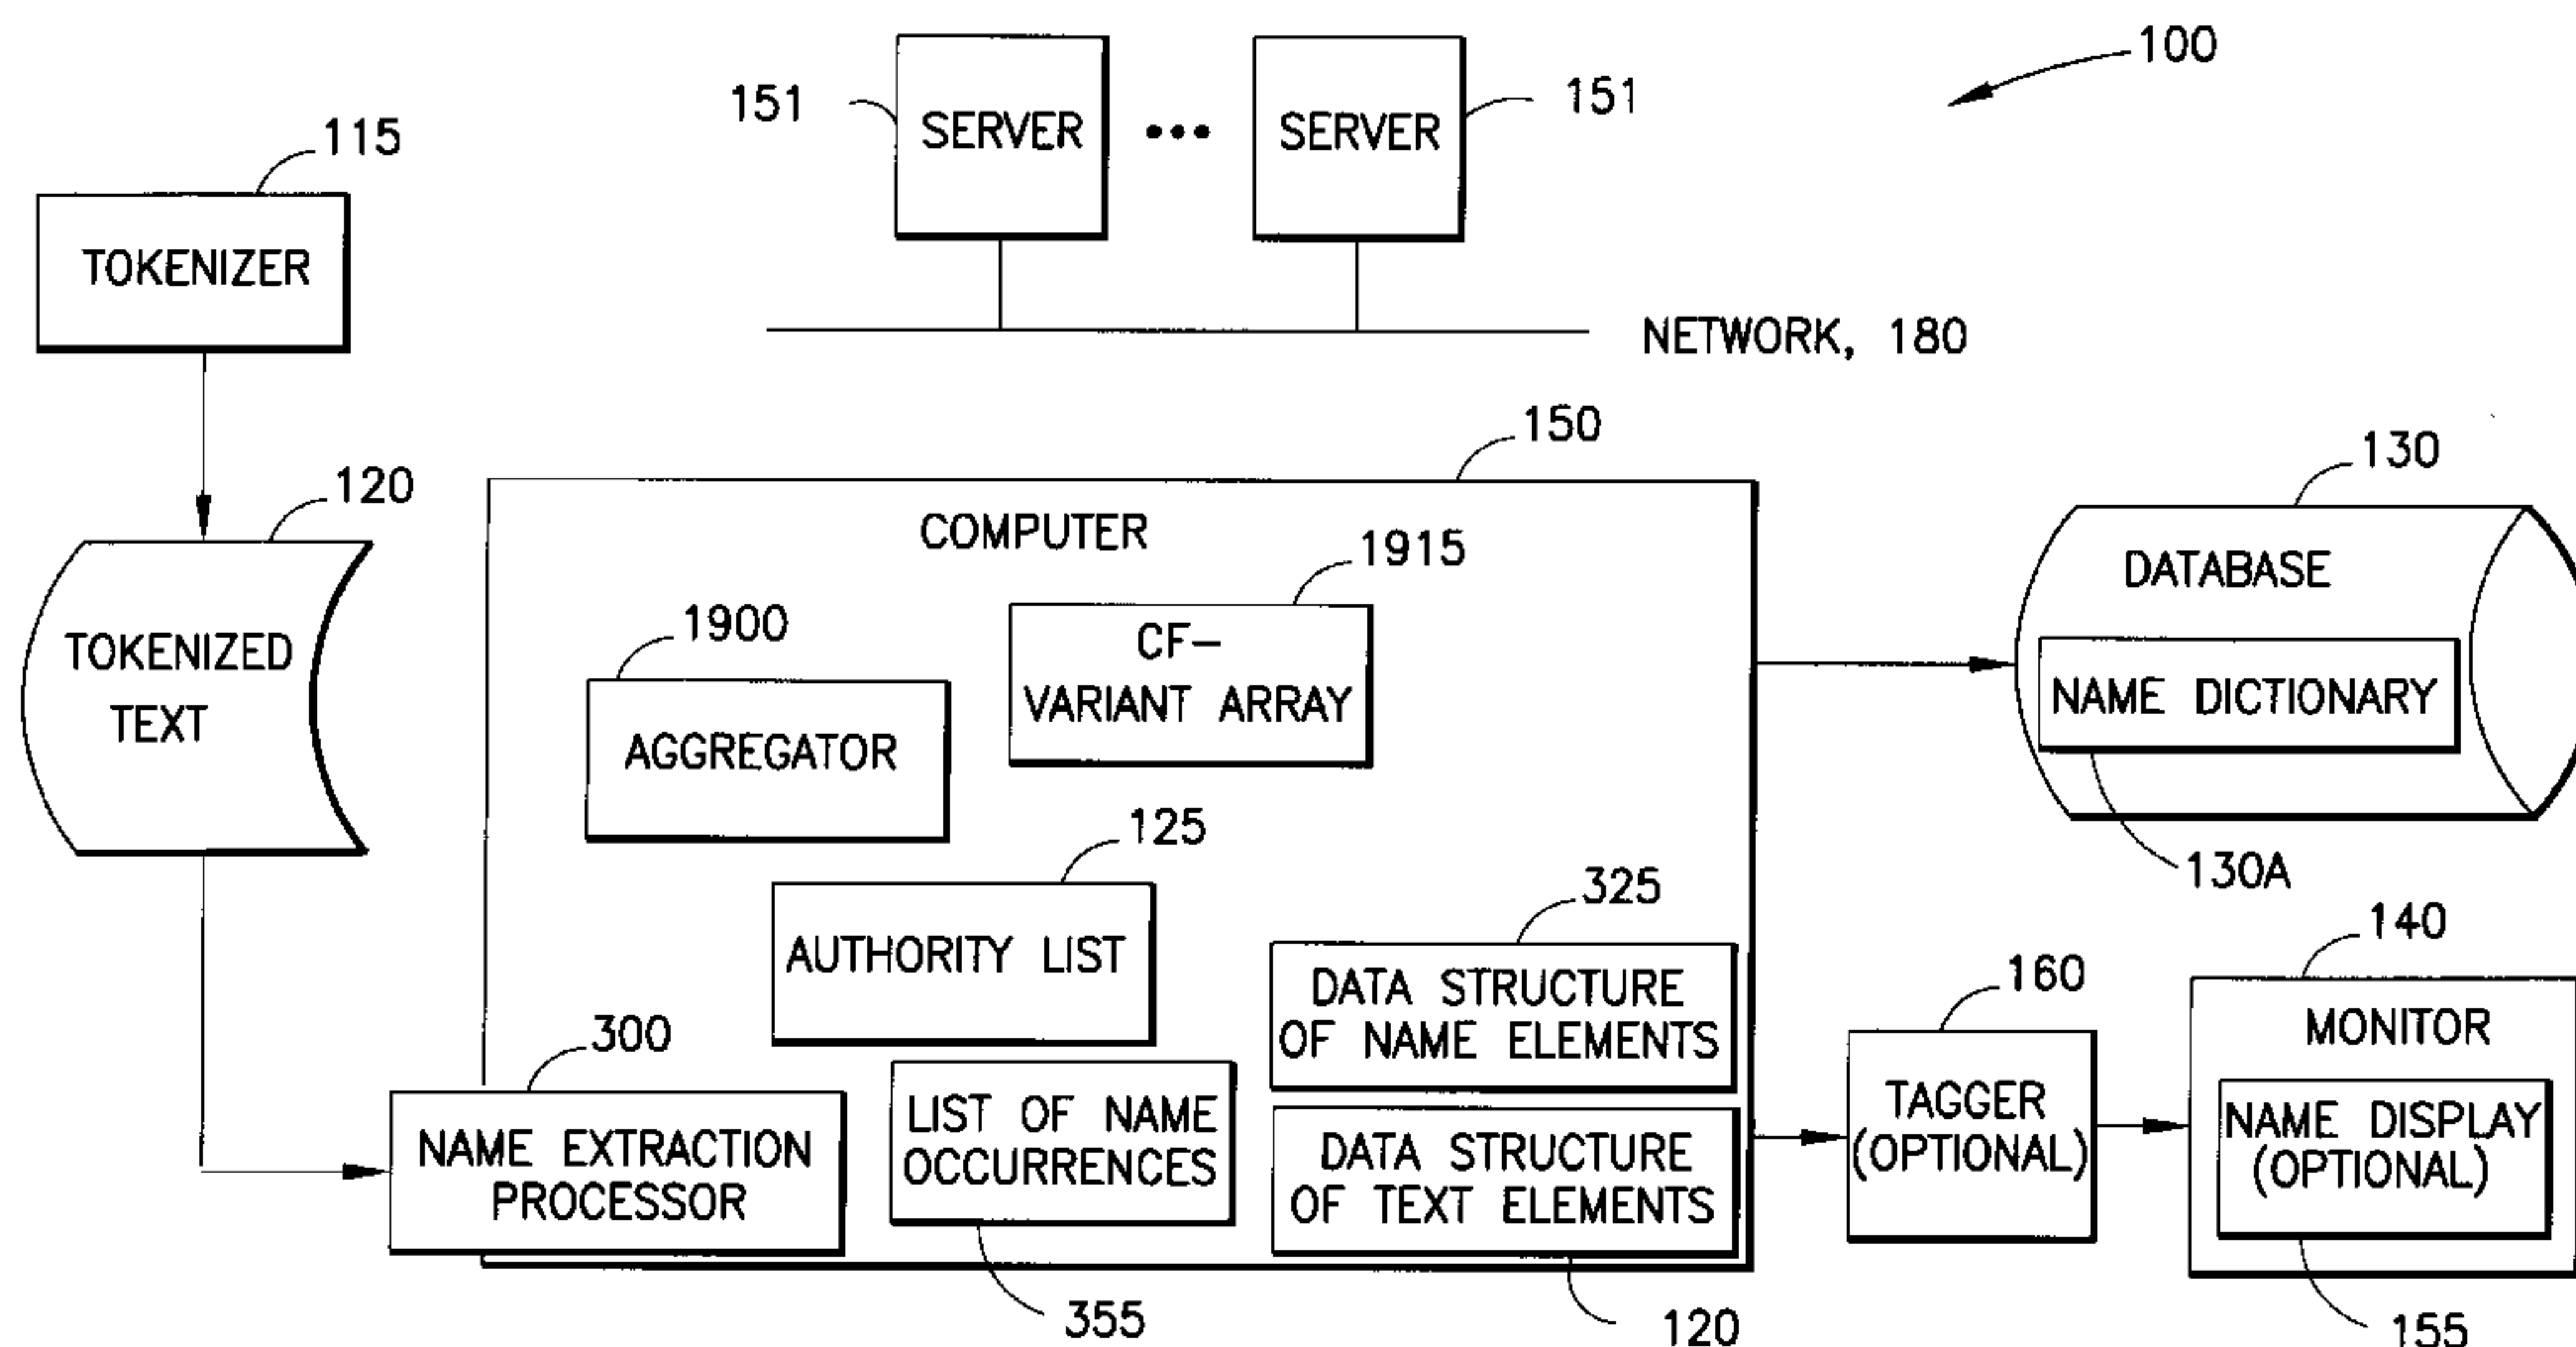 100
151
SERVER
•••
SERVER
151
115
TOKENIZER
NETWORK, 180
150
130
120
COMPUTER
1915
DATABASE
1900
CF-
VARIANT ARRAY
TOKENIZED
TEXT
NAME DICTIONARY
AGGREGATOR
125
130A
325
AUTHORITY LIST
140
160
DATA STRUCTURE
OF NAME ELEMENTS
MONITOR
300
LIST OF NAME
OCCURRENCES
TAGGER
(OPTIONAL)
NAME DISPLAY
(OPTIONAL)
NAME EXTRACTION
PROCESSOR
DATA STRUCTURE
OF TEXT ELEMENTS
355
120
155